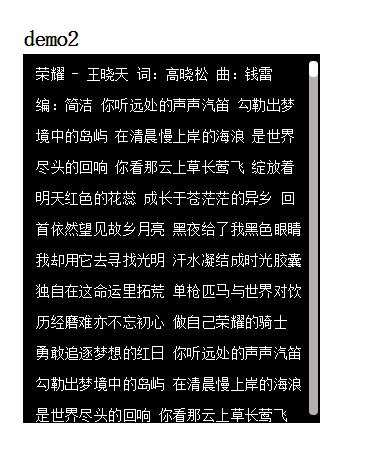 demo2
荣耀 - 王晓天 词：高晓松 曲：钱雷
编：简洁 你听远处的声声汽笛 勾勒出梦
境中的岛屿 在清晨慢上岸的海浪 是世界
尽头的回响 你看那云上草长莺飞 绽放着
明天红色的花蕊 成长于苍茫茫的异乡 回
首依然望见故乡月亮 黑夜给了我黑色眼睛
我却用它去寻找光明 汗水凝结成时光胶囊
独自在这命运里拓荒 单枪匹马与世界对饮
历经磨难亦不忘初心 做自己荣耀的骑士
勇敢追逐梦想的红日 你听远处的声声汽笛
勾勒出梦境中的岛屿 在清晨慢上岸的海浪
是世界尽头的回响 你看那云上草长莺飞